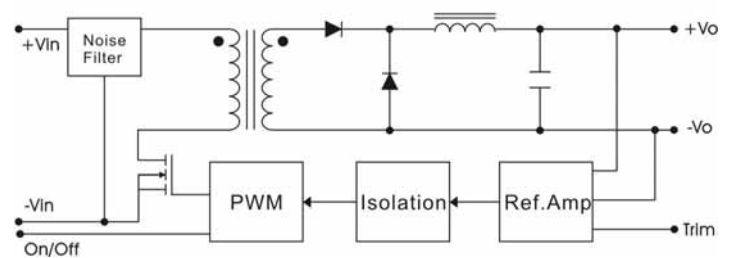 +Vin
Noise
Filter
+Vo
-Vo
-Vin
PWM
Isolation
Ref.Amp
Trim
On/Off